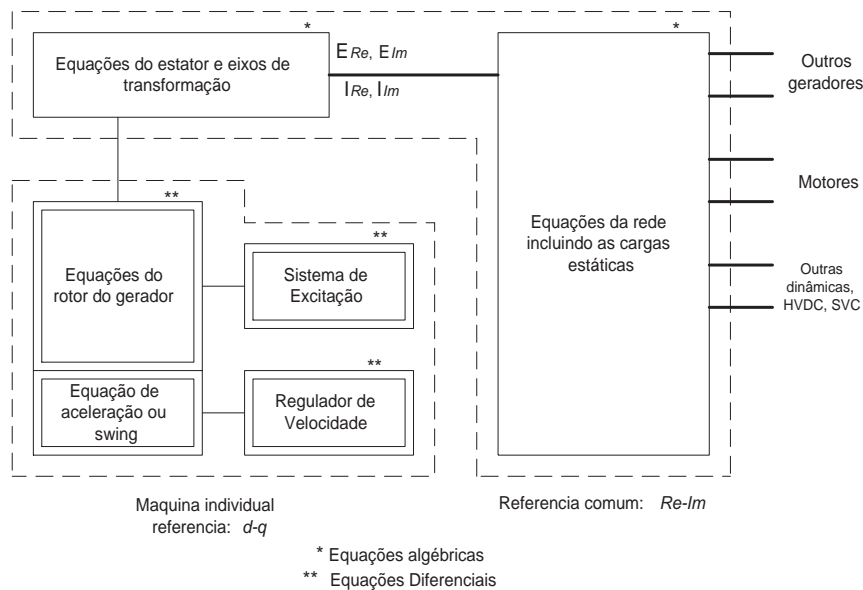 *
Equações do estator e eixos de
transformação
E Re, E Im
I Re, I Im
*
Outros
geradores
Motores
Outras
dinâmicas,
HVDC, SVC
Equações da rede
incluindo as cargas
estáticas
**
Equações do
rotor do gerador
**
Sistema de
Excitação
Equação de
aceleração ou
swing
**
Regulador de
Velocidade
Maquina individual
referencia: d-q
Referencia comum: Re-Im
* Equações algébricas
** Equações Diferenciais